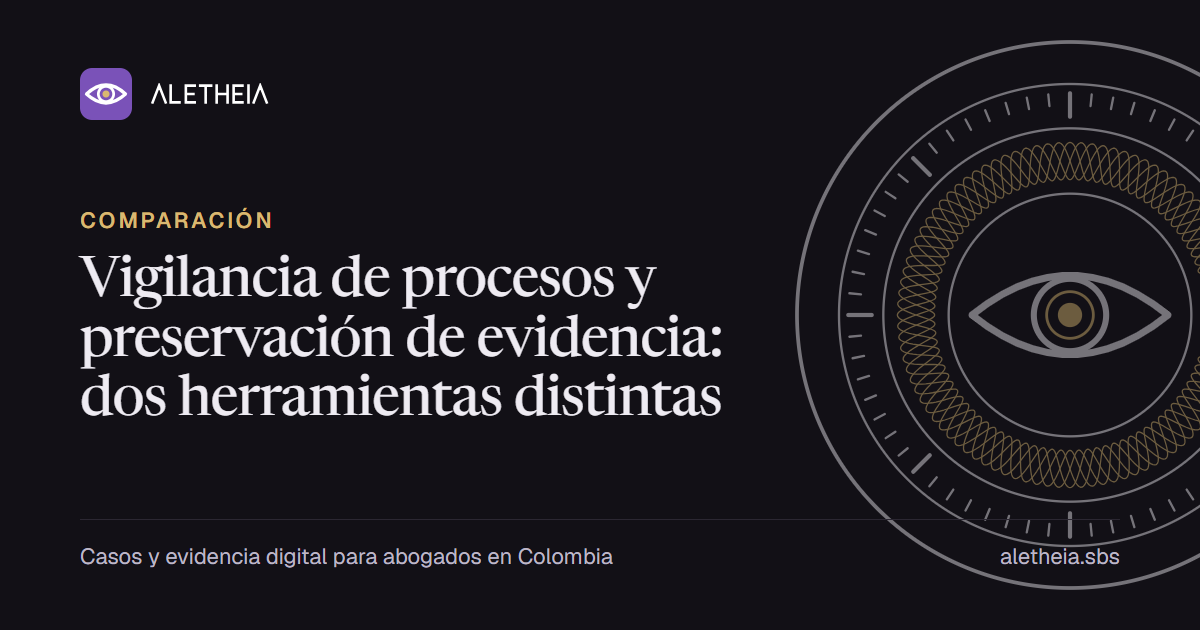 ALETHEIA
COMPARACIÓN
Vigilancia de procesos y
preservación de evidencia:
dos herramientas distintas
Casos y evidencia digital para abogados en Colombia
aletheia.sbs